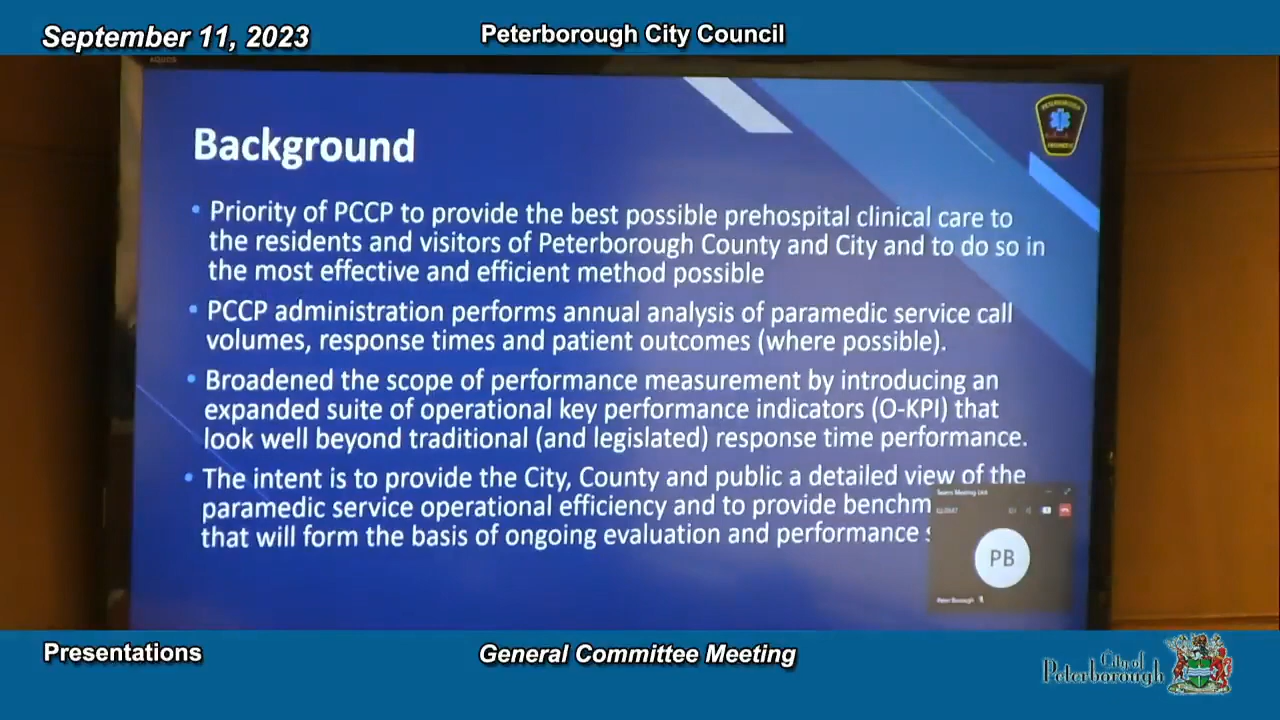 September 11, 2023
Peterborough City Council
AQUOS
Background
• Priority of PCCP to provide the best possible prehospital clinical care to
the residents and visitors of Peterborough County and City and to do so in
the most effective and efficient method possible
• PCCP administration performs annual analysis of paramedic service call
volumes, response times and patient outcomes (where possible).
• Broadened the scope of performance measurement by introducing an
expanded suite of operational key performance indicators (O-KPI) that
look well beyond traditional (and legislated) response time performance.
• The intent is to provide the City, County and public a detailed view of the
paramedic service operational efficiency and to provide benchm
that will form the basis of ongoing evaluation and performance s
PB
Presentations
General Committee Meeting
City of
Peterborough